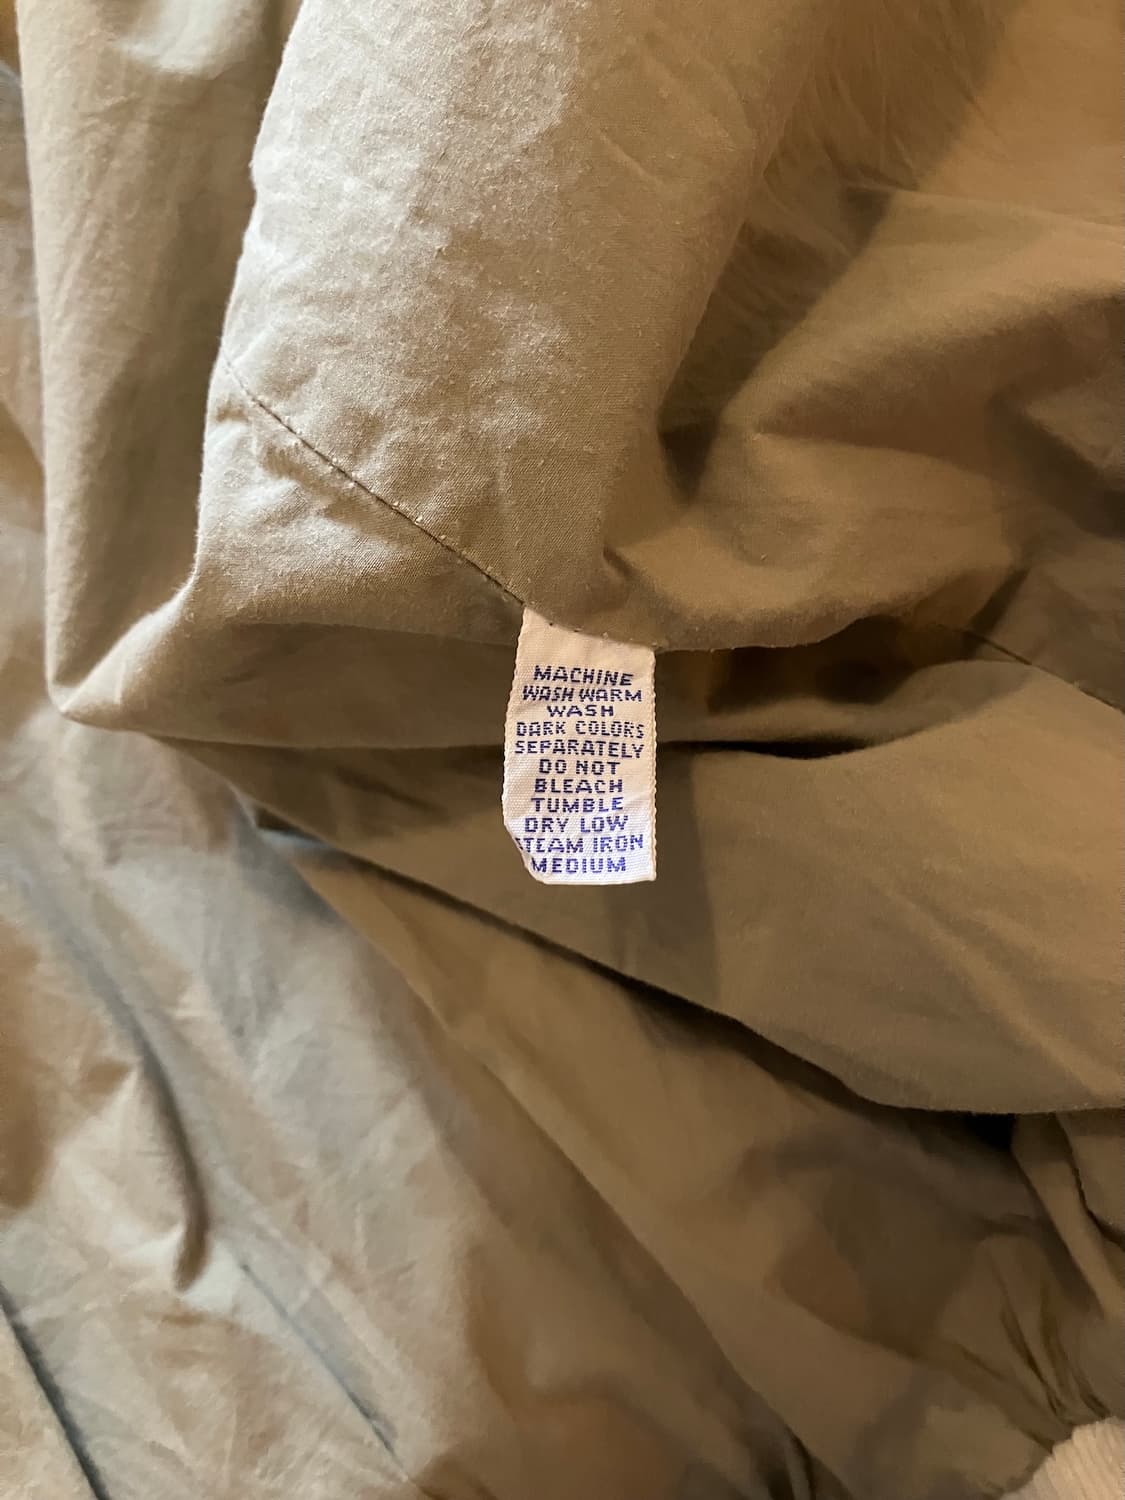 MACHINE
WASH WARM
WASH
DARK COLORS
SEPARATELY
DO NOT
BLEACH
TUMBLE
DRY LOW
STEAM IRON
MEDIUM